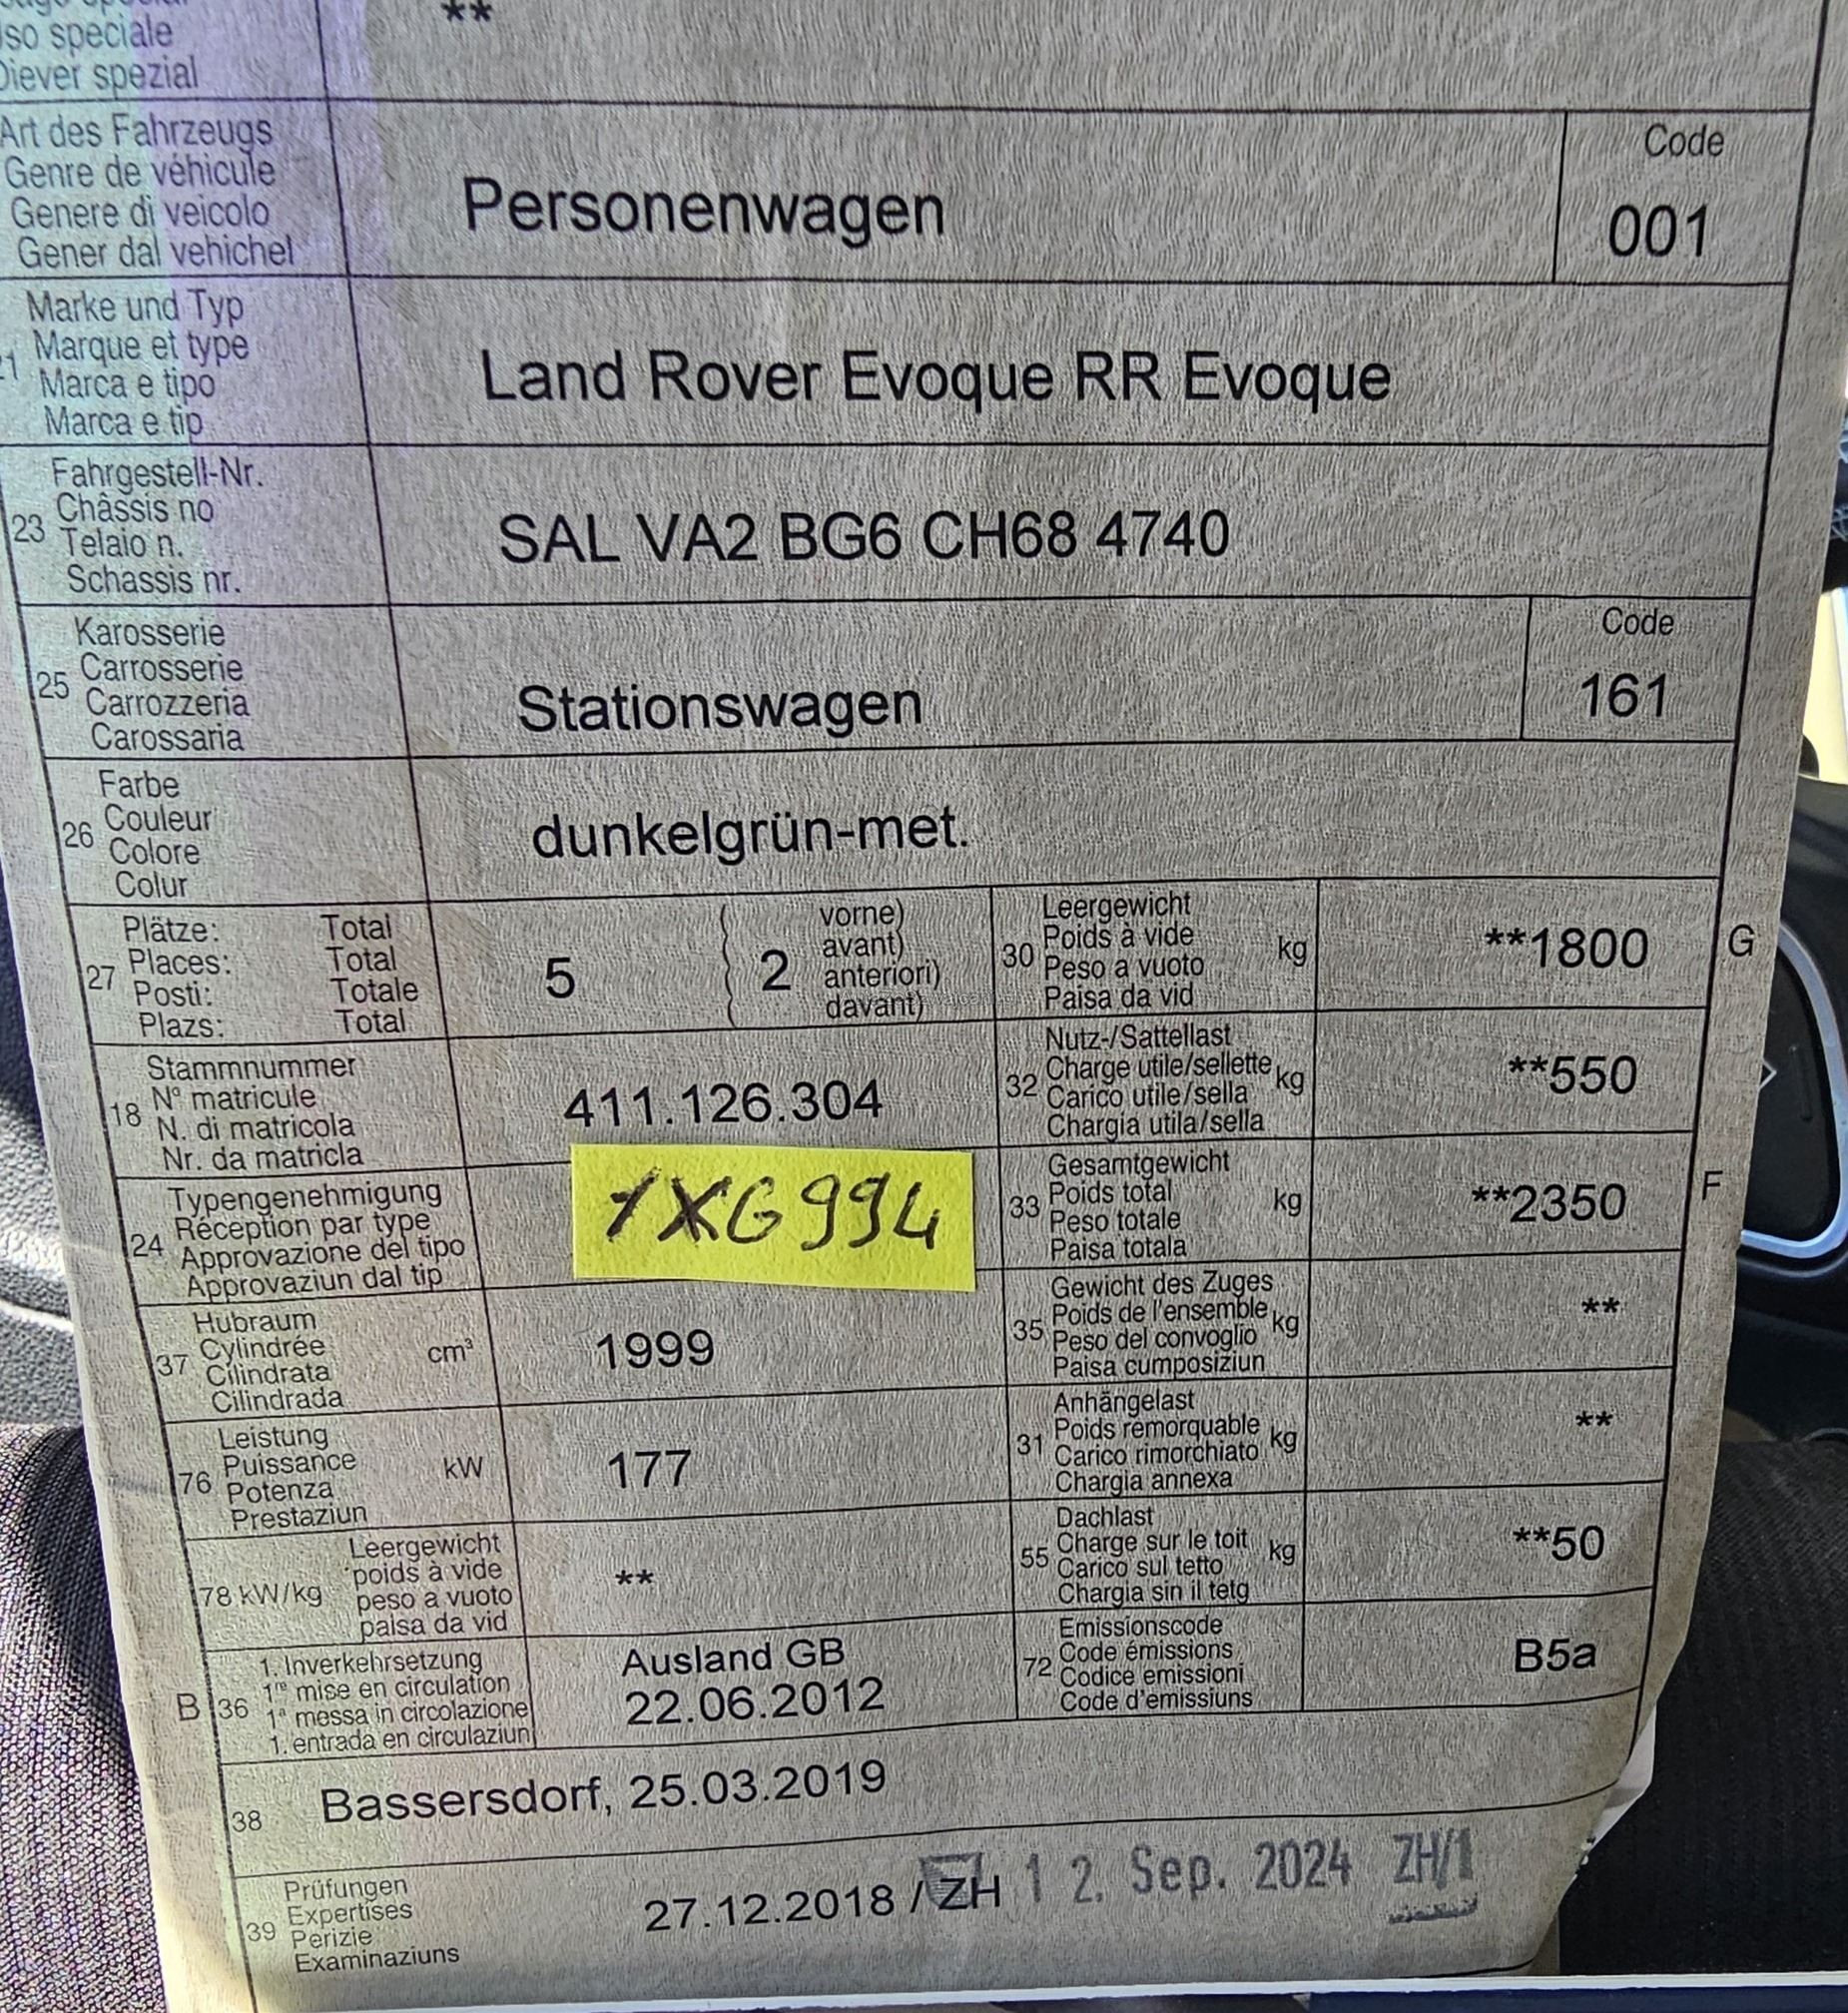 **
so speciale
Diever spezial
Art des Fahrzeugs
Genre de véhicule
Genere di veicolo
Gener dal vehichel
Personenwagen
Code
001
Marke und Typ
Marque et type
Marca e tipo
Marca e tip
Land Rover Evoque RR Evoque
23
Fahrgestell-Nr.
Châssis no
Telaio n.
Schassis nr.
SAL VA2 BG6 CH68 4740
25
Karosserie
Carrosserie
Carrozzeria
Carossaria
Stationswagen
Code
161
26
Farbe
Couleur
Colore
Colur
dunkelgrün-met.
27
Plätze: Total
Places: Total
Posti: Totale
Plazs: Total
5
( 2
vorne)
avant)
anteriori)
davant)
30
Leergewicht
Poids à vide
Peso a vuoto
Paisa da vid
kg
**1800
G
18
Stammnummer
N° matricule
N. di matricola
Nr. da matricla
411.126.304
32
Nutz-/Sattellast
Charge utile/sellette
Carico utile/sella
Chargia utila/sella
kg
**550
24
Typengenehmigung
Réception par type
Approvazione del tipo
Approvaziun dal tip
1XG994
33
Gesamtgewicht
Poids total
Peso totale
Paisa totala
kg
**2350
F
37
Hubraum
Cylindrée
Cilindrata
Cilindrada
cm³
1999
35
Gewicht des Zuges
Poids de l'ensemble
Peso del convoglio
Paisa cumposiziun
kg
**
76
Leistung
Puissance
Potenza
Prestaziun
kW
177
31
Anhängelast
Poids remorquable
Carico rimorchiato
Chargia annexa
kg
**
78 kW/kg
Leergewicht
poids à vide
peso a vuoto
paisa da vid
**
55
Dachlast
Charge sur le toit
Carico sul tetto
Chargia sin il tetg
kg
**50
B 36
1. Inverkehrsetzung
1re mise en circulation
1a messa in circolazione
1. entrada en circulaziun
Ausland GB
22.06.2012
72
Emissionscode
Code émissions
Codice emissioni
Code d'emissiuns
B5a
38
Bassersdorf, 25.03.2019
39
Prüfungen
Expertises
Perizie
Examinaziuns
27.12.2018 / ZH 12. Sep. 2024 ZH/1